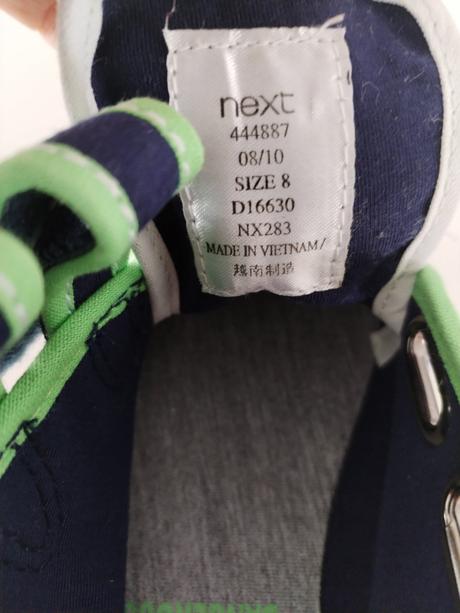 next
444887
08/10
SIZE 8
D16630
NX283
MADE IN VIETNAM/
越南制造